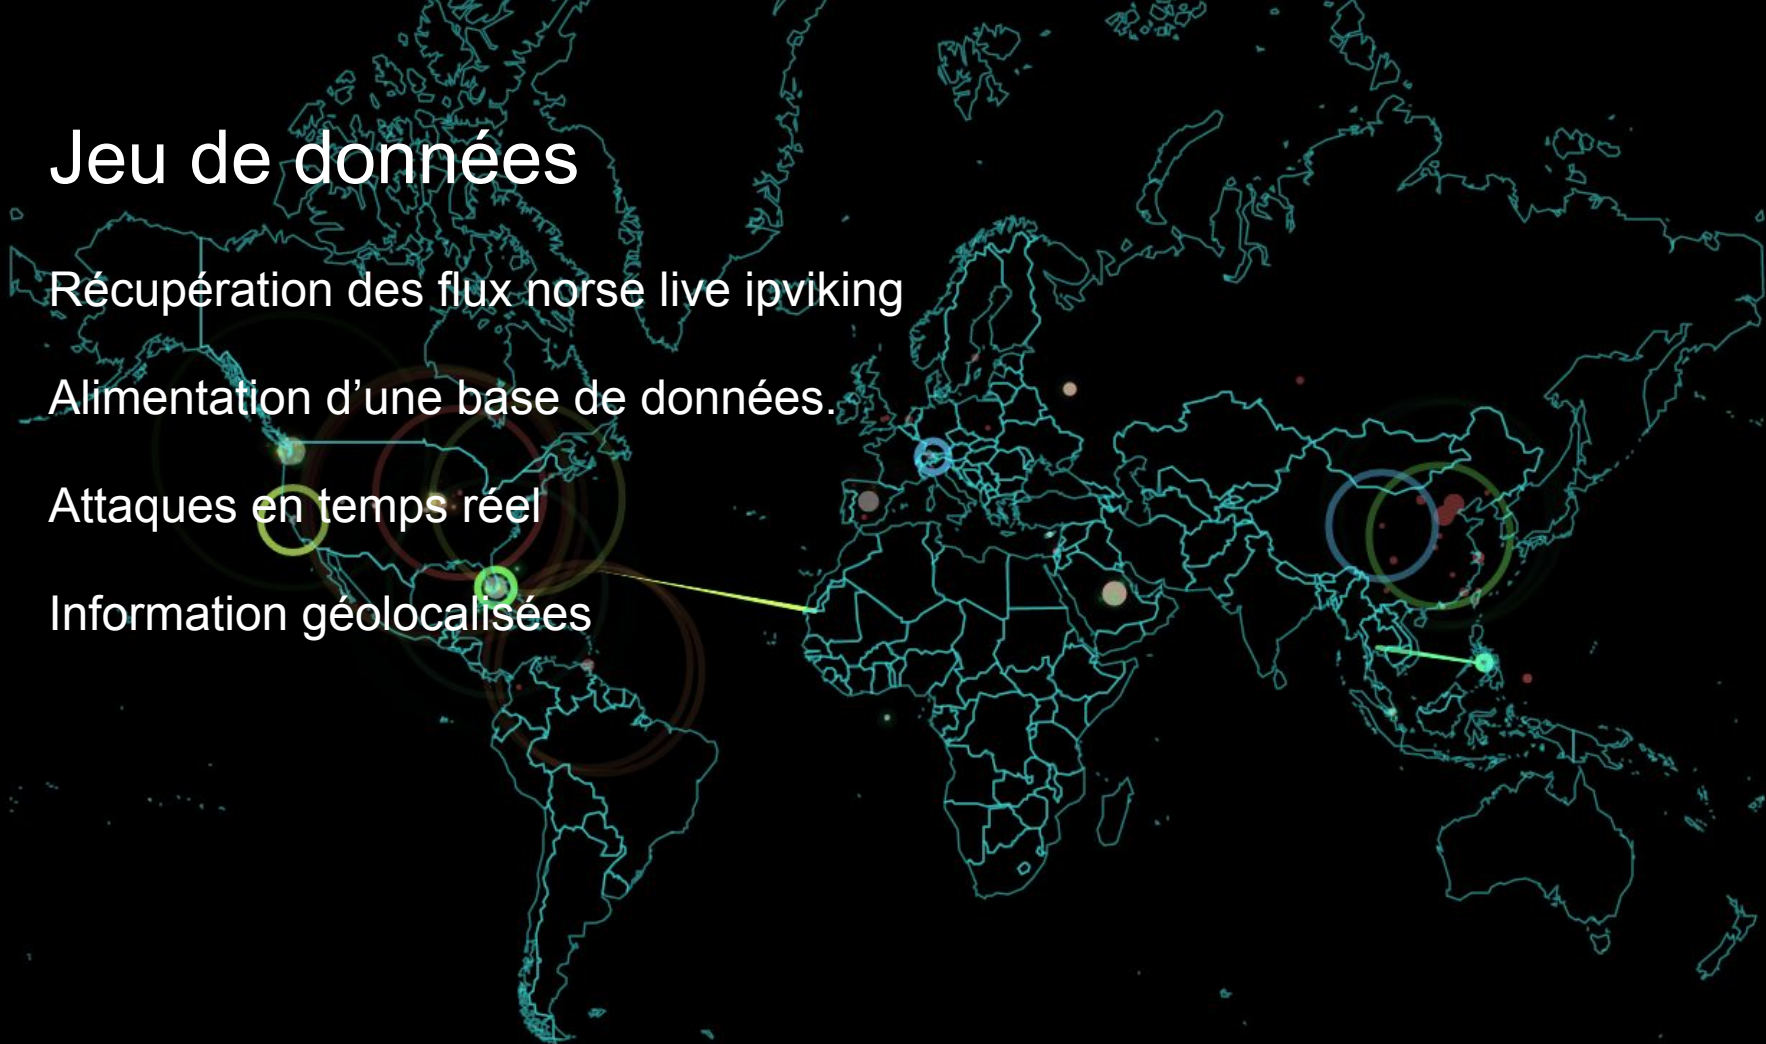 Jeu de données
Récupération des flux norse live ipviking
Alimentation d’une base de données.
Attaques en temps réel
Information géolocalisées